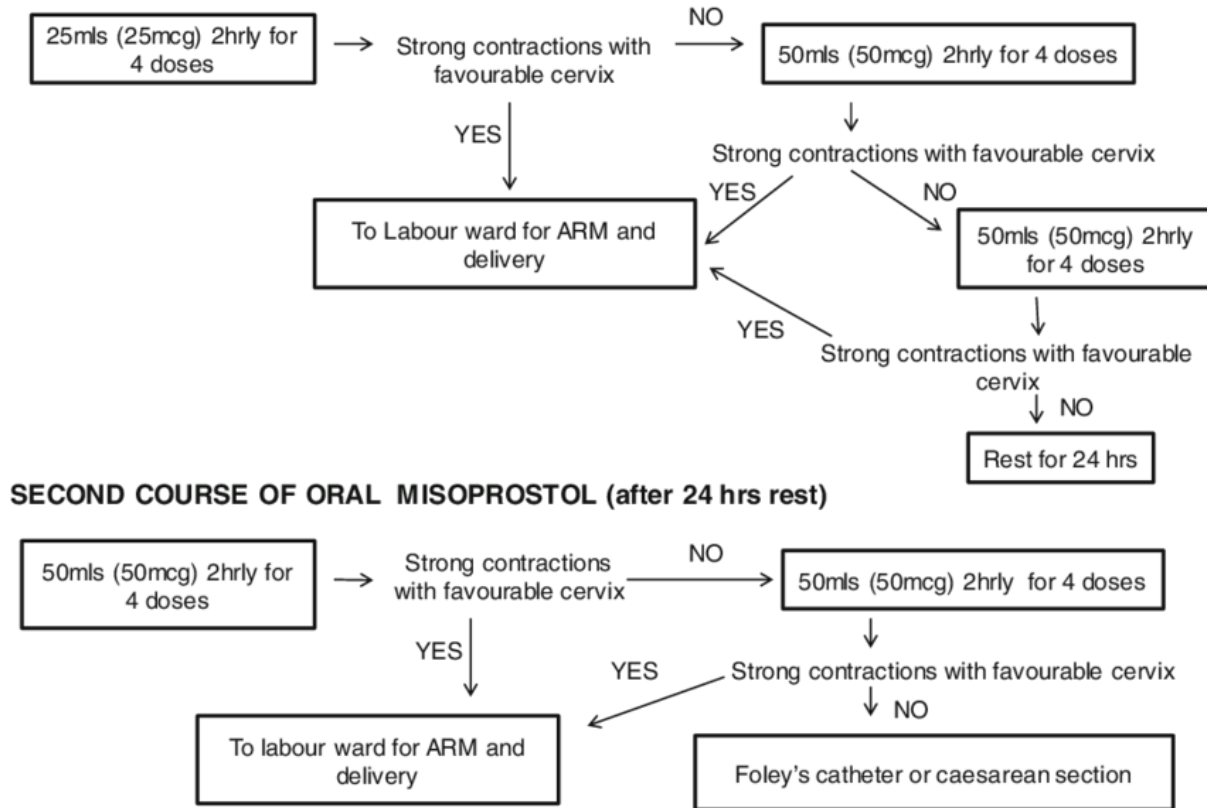 25mls (25mcg) 2hrly for
4 doses
Strong contractions with
favourable cervix
NO
50mls (50mcg) 2hrly for 4 doses
YES
Strong contractions with favourable cervix
YES
NO
To Labour ward for ARM and
delivery
50mls (50mcg) 2hrly
for 4 doses
YES
Strong contractions with favourable
cervix
NO
Rest for 24 hrs
SECOND COURSE OF ORAL MISOPROSTOL (after 24 hrs rest)
50mls (50mcg) 2hrly for
4 doses
Strong contractions
with favourable cervix
NO
50mls (50mcg) 2hrly for 4 doses
YES
YES
Strong contractions with favourable cervix
NO
To labour ward for ARM and
delivery
Foley's catheter or caesarean section